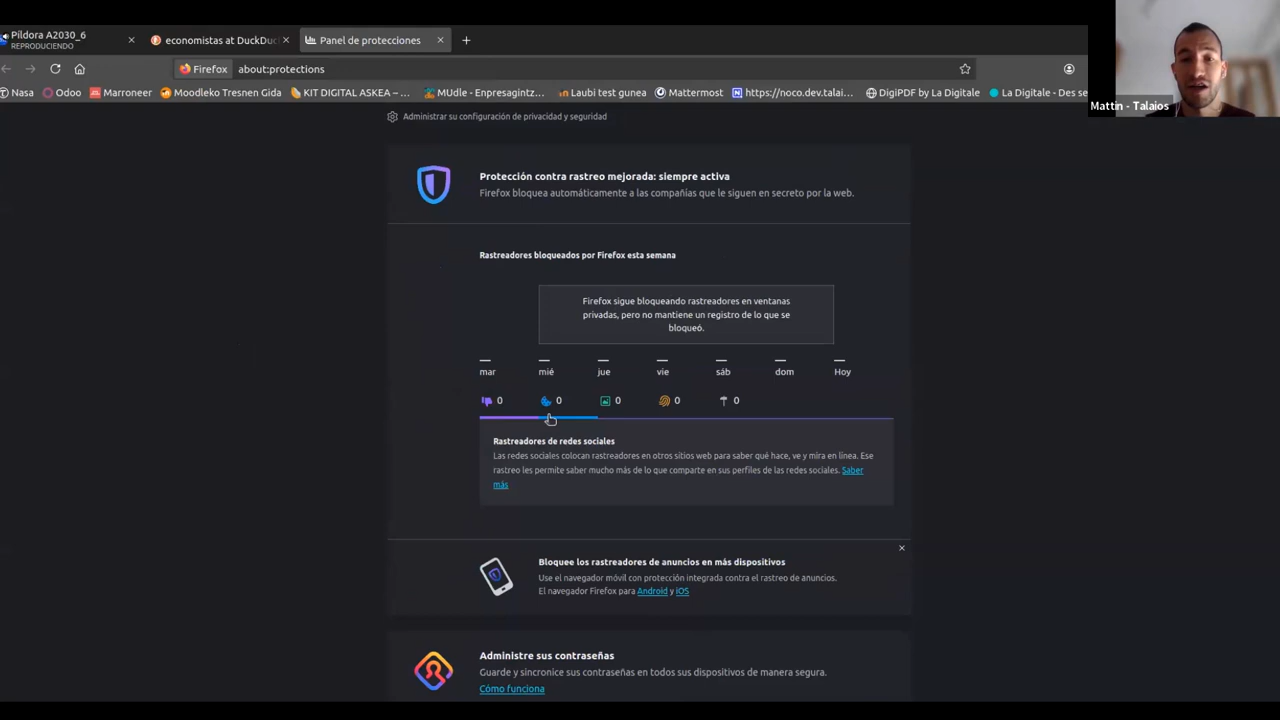 Píldora A2030_6
REPRODUCIENDO
economistas at DuckDuc
Panel de protecciones
Firefox
about:protections
Nasa
Odoo
Marroneer
Moodleko Tresnen Gida
KIT DIGITAL ASKEA – ...
MUdle - Enpresagintz...
Laubi test gunea
Mattermost
https://noco.dev.talai...
DigiPDF by La Digitale
La Digitale - Des se
Mattin - Talaios
Administrar su configuración de privacidad y seguridad
Protección contra rastreo mejorada: siempre activa
Firefox bloquea automáticamente a las compañías que le siguen en secreto por la web.
Rastreadores bloqueados por Firefox esta semana
Firefox sigue bloqueando rastreadores en ventanas
privadas, pero no mantiene un registro de lo que se
bloqueó.
mar mié jue vie sáb dom Hoy
0 0 0 0 0
Rastreadores de redes sociales
Las redes sociales colocan rastreadores en otros sitios web para saber qué hace, ve y mira en línea. Ese
rastreo les permite saber mucho más de lo que comparte en sus perfiles de las redes sociales. Saber
más
Bloquee los rastreadores de anuncios en más dispositivos
Use el navegador móvil con protección integrada contra el rastreo de anuncios.
El navegador Firefox para Android y iOS
Administre sus contraseñas
Guarde y sincronice sus contraseñas en todos sus dispositivos de manera segura.
Cómo funciona